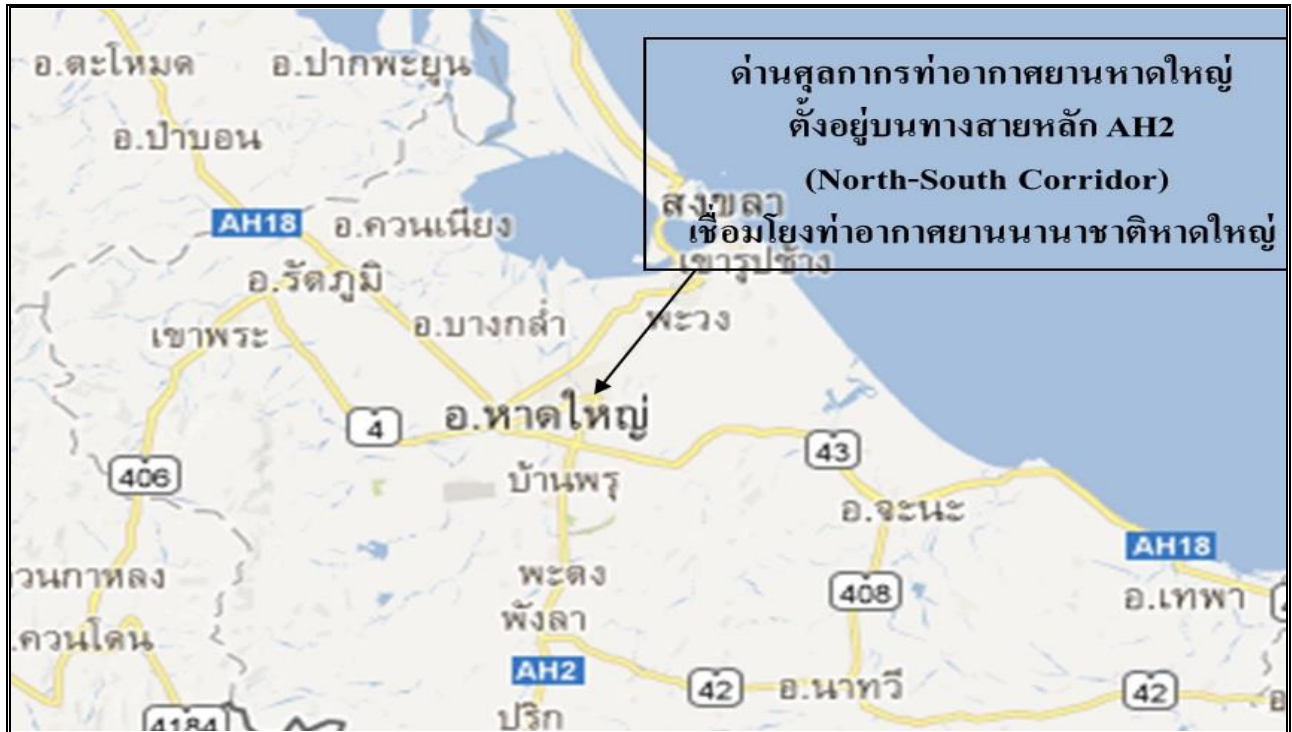 อ.ตะโหมด
อ.ปากพะยูน
ด่านศุลกากรท่าอากาศยานหาดใหญ่
ตั้งอยู่บนทางสายหลัก AH2
(North-South Corridor)
เชื่อมโยงท่าอากาศยานนานาชาติหาดใหญ่
อ.ป่าบอน
สงขลา
AH18
อ.ควนเนียง
เขารูปช้าง
อ.รัตภูมิ
อ.บางกล่ำ
พะวง
เขาพระ
อ.หาดใหญ่
4
43
406
บ้านพรุ
อ.จะนะ
AH18
วนกาหลง
พะตง
408
อ.เทพา
พังลา
.ควนโดน
AH2
42
อ.นาทวี
42
4184
ปริก